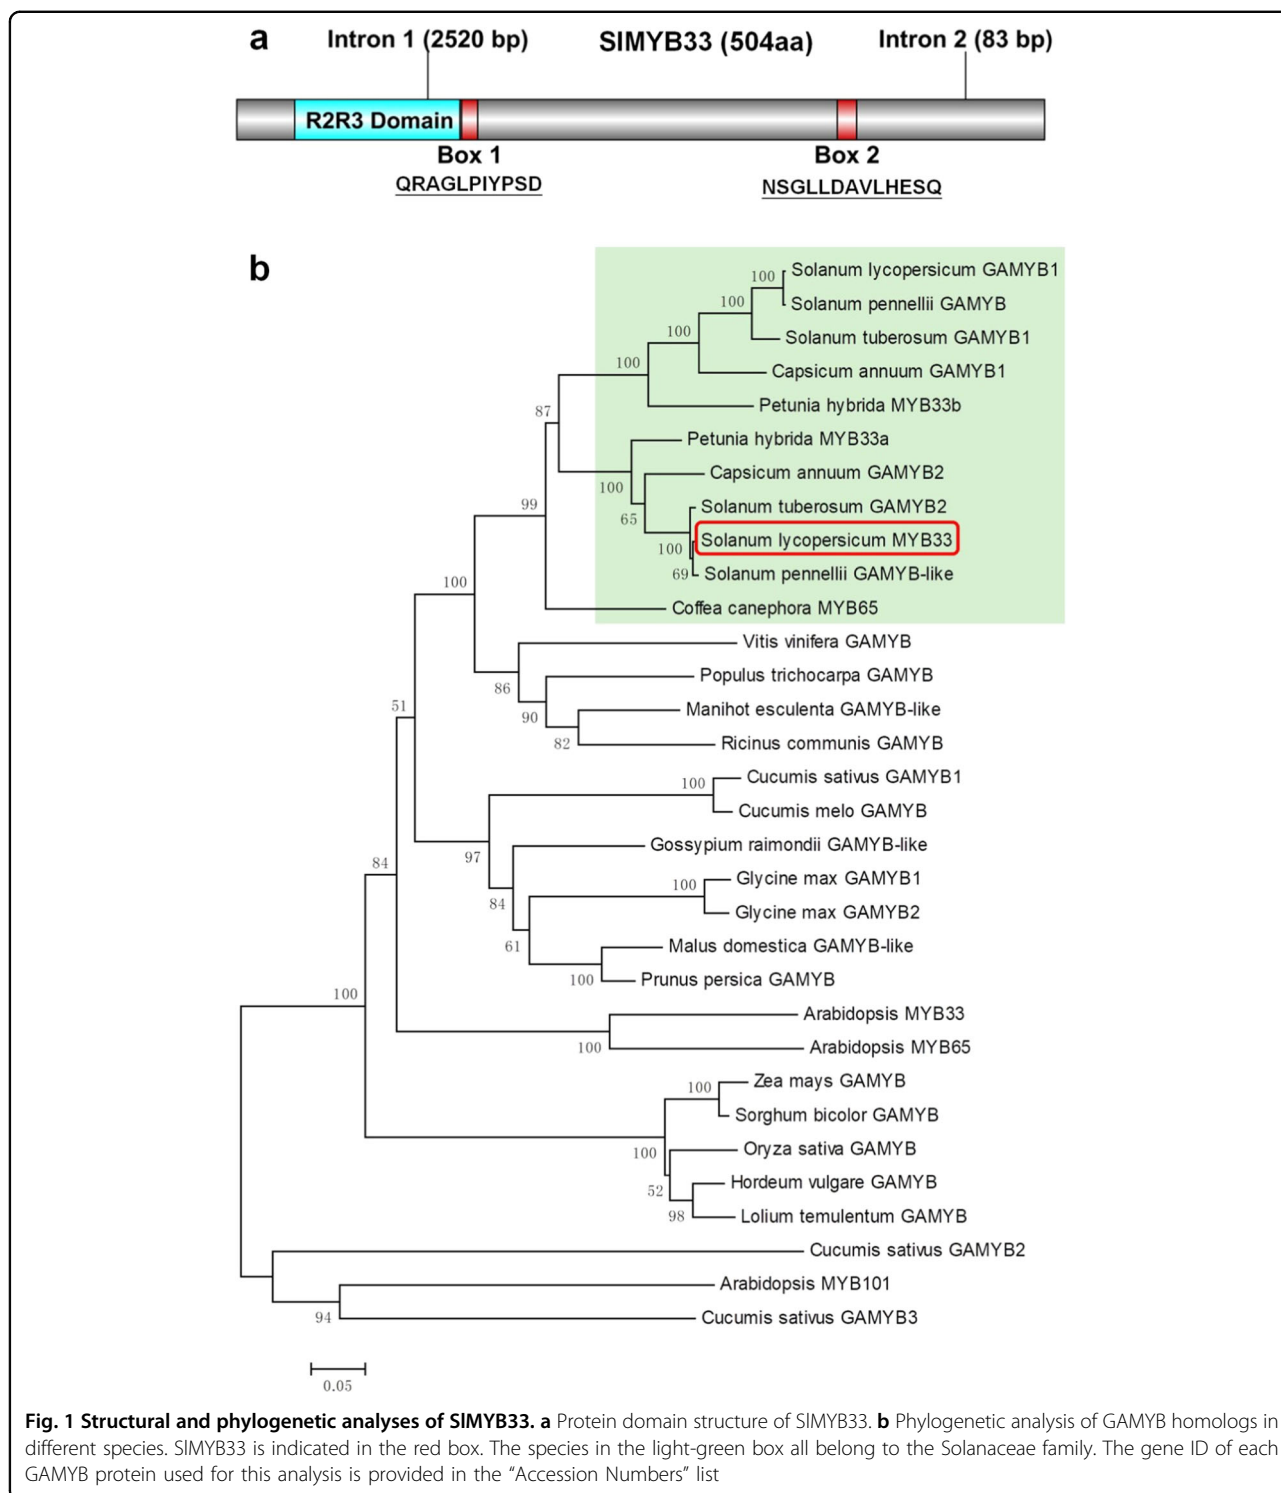 a
Intron 1 (2520 bp)
SlMYB33 (504aa)
Intron 2 (83 bp)
R2R3 Domain
Box 1
Box 2
QRAGLPIYPSD
NSGLLDAVLHESQ
b
100 Solanum lycopersicum GAMYB1
100 Solanum pennellii GAMYB
100 Solanum tuberosum GAMYB1
100 Capsicum annuum GAMYB1
Petunia hybrida MYB33b
87
Petunia hybrida MYB33a
100 Capsicum annuum GAMYB2
99
65 Solanum tuberosum GAMYB2
100 Solanum lycopersicum MYB33
69 Solanum pennellii GAMYB-like
100
Coffea canephora MYB65
Vitis vinifera GAMYB
86 Populus trichocarpa GAMYB
51
90 Manihot esculenta GAMYB-like
82 Ricinus communis GAMYB
100 Cucumis sativus GAMYB1
Cucumis melo GAMYB
97 Gossypium raimondii GAMYB-like
84
100 Glycine max GAMYB1
84 Glycine max GAMYB2
61 Malus domestica GAMYB-like
100 Prunus persica GAMYB
100
Arabidopsis MYB33
100 Arabidopsis MYB65
100 Zea mays GAMYB
Sorghum bicolor GAMYB
100 Oryza sativa GAMYB
52 Hordeum vulgare GAMYB
98 Lolium temulentum GAMYB
Cucumis sativus GAMYB2
Arabidopsis MYB101
94 Cucumis sativus GAMYB3
0.05
Fig. 1 Structural and phylogenetic analyses of SlMYB33. a Protein domain structure of SlMYB33. b Phylogenetic analysis of GAMYB homologs in
different species. SlMYB33 is indicated in the red box. The species in the light-green box all belong to the Solanaceae family. The gene ID of each
GAMYB protein used for this analysis is provided in the “Accession Numbers” list